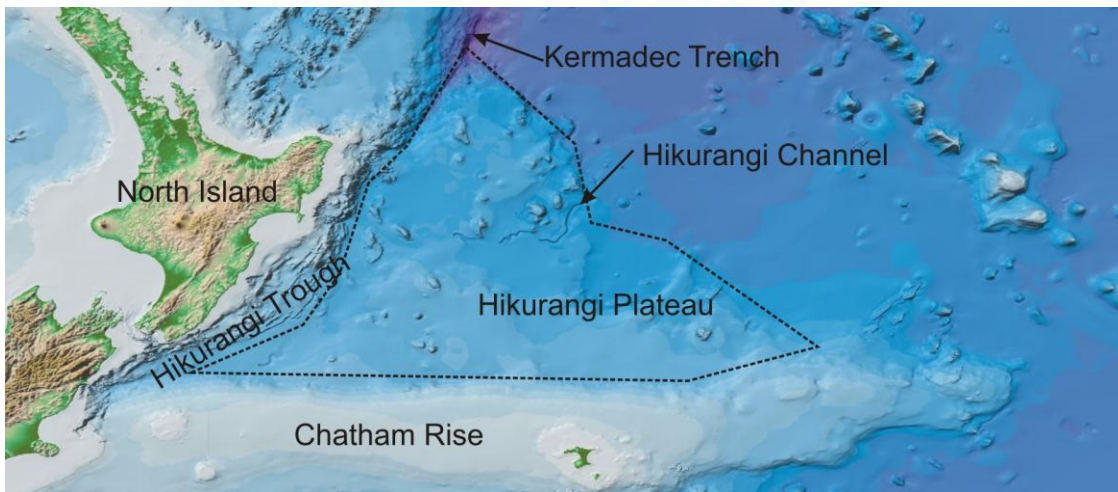 Kermadec Trench
Hikurangi Channel
North Island
Hikurangi Trough
Hikurangi Plateau
Chatham Rise